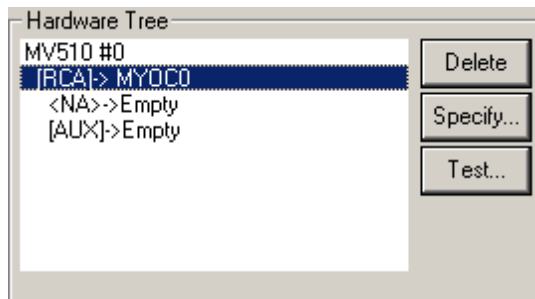 Hardware Tree
MV510 #0
[RCA]-> MYOC0
<NA>->Empty
[AUX]->Empty
Delete
Specify...
Test...